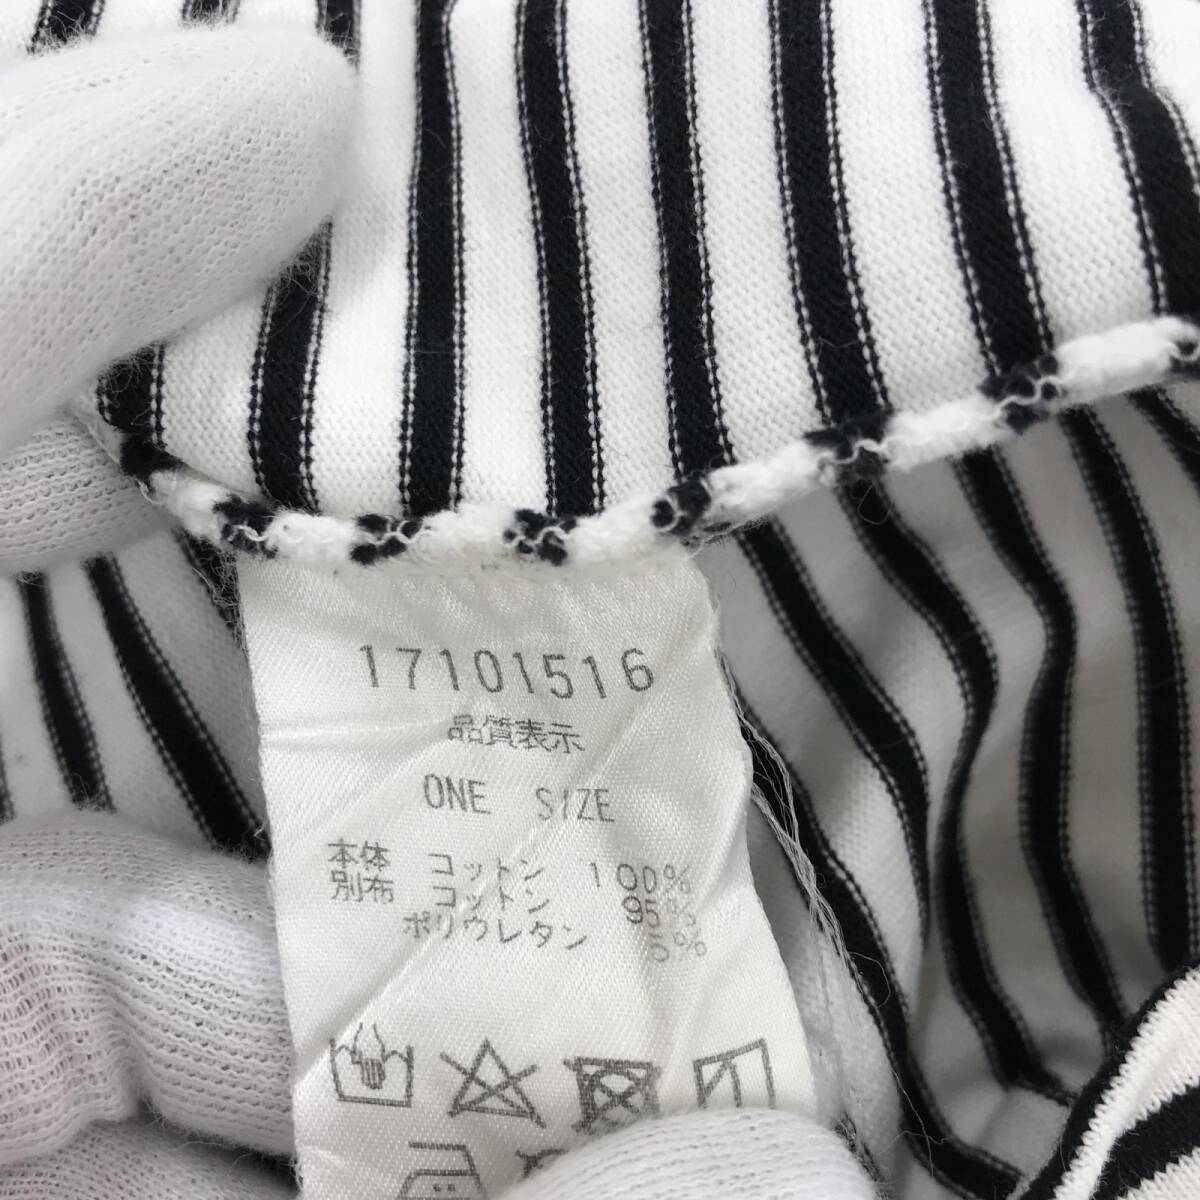 17101516
品質表示
ONE SIZE
本体 コットン 100%
別布 コットン 95%
ポリウレタン 5%